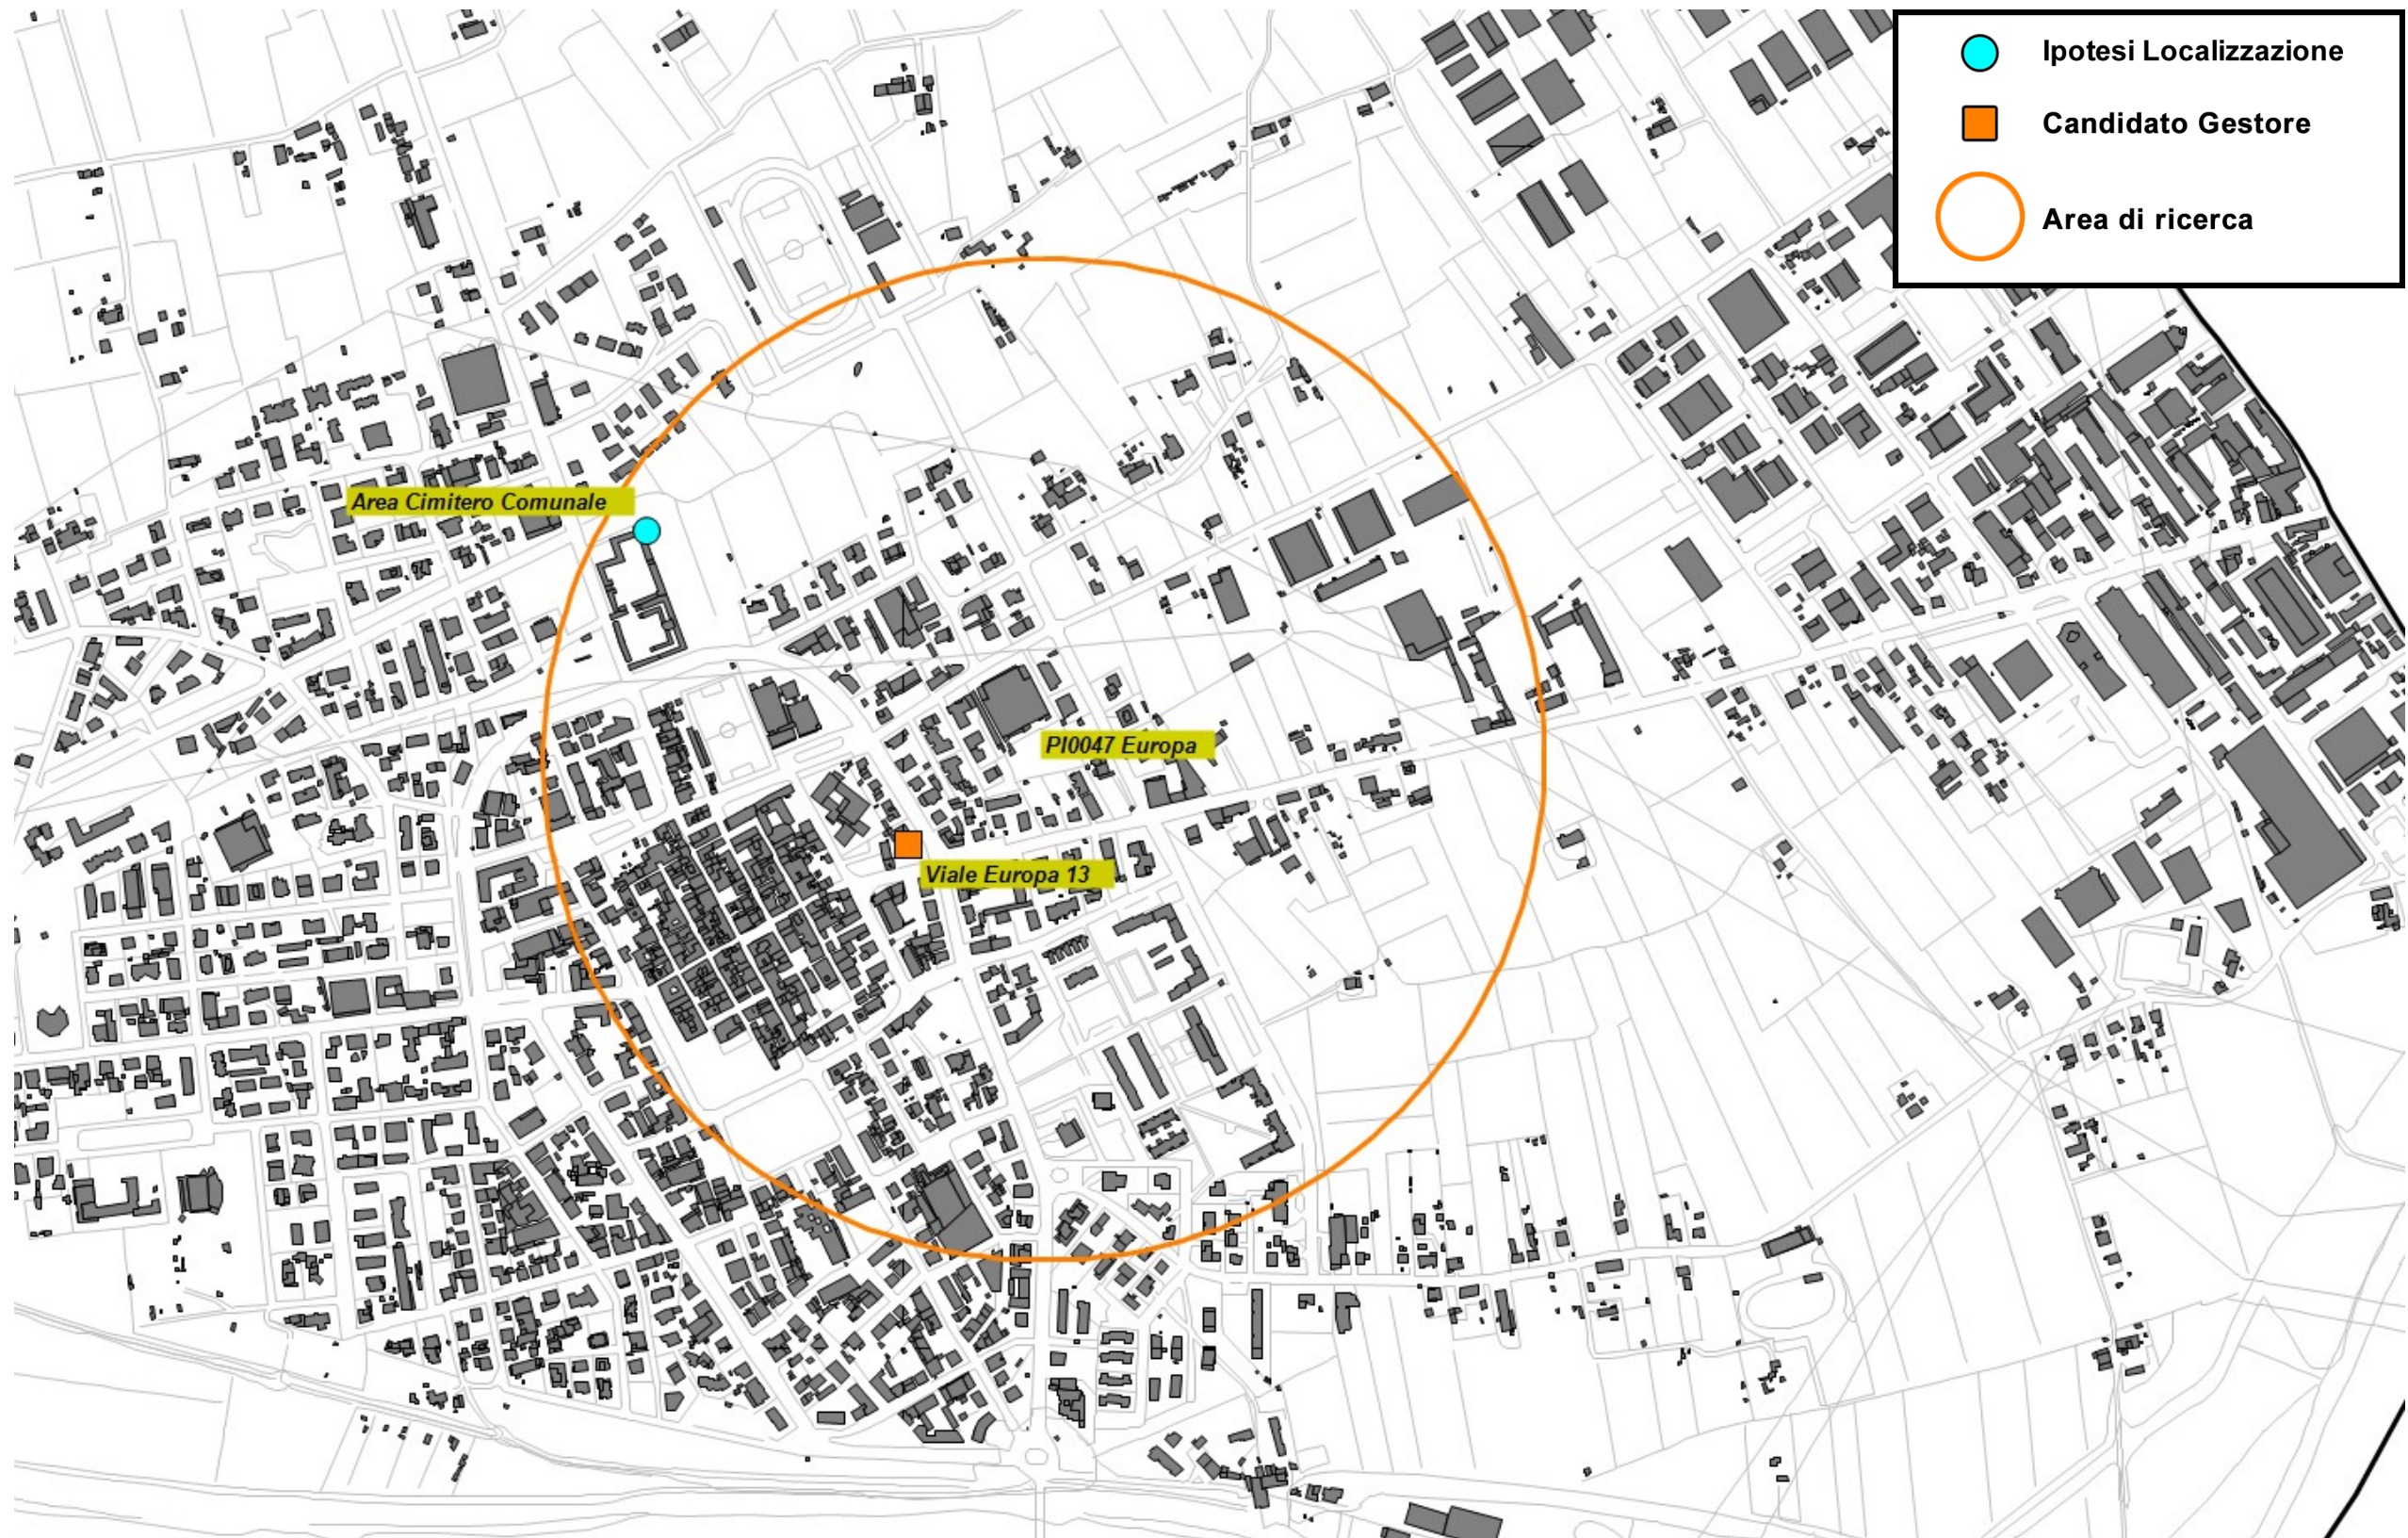 Ipotesi Localizzazione
Candidato Gestore
Area di ricerca
Area Cimitero Comunale
PI0047 Europa
Viale Europa 13